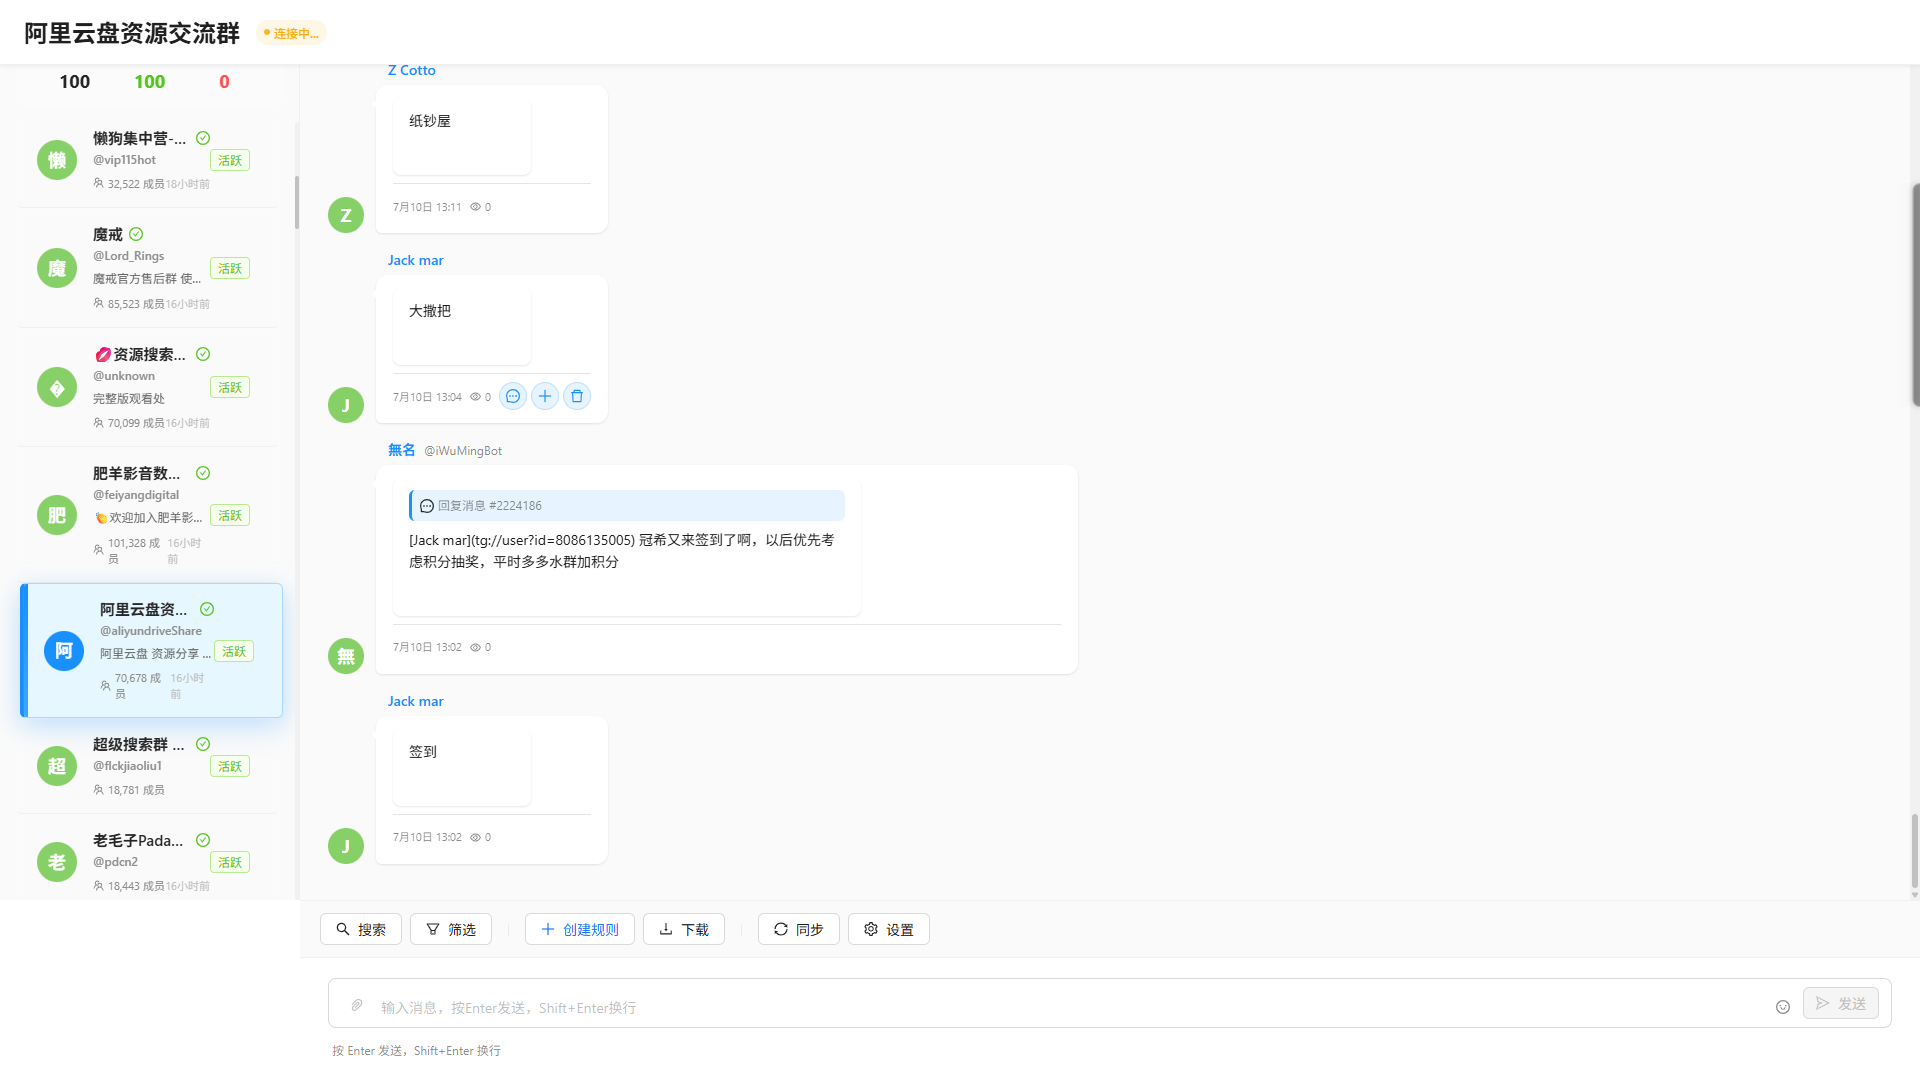 阿里云盘资源交流群
连接中...
100
100
0
懒狗集中营-...
@vip115hot
活跃
32,522 成员
18小时前
魔戒
@Lord_Rings
魔戒官方售后群 使...
活跃
85,523 成员
16小时前
资源搜索...
@unknown
完整版观看处
活跃
70,099 成员
16小时前
肥
肥羊影音数...
@feiyangdigital
欢迎加入肥羊影...
活跃
101,328 成员
16小时前
阿
阿里云盘资...
@aliyundriveShare
阿里云盘 资源分享 ...
活跃
70,678 成员
16小时前
超
超级搜索群 ...
@flckjiaoliu1
活跃
18,781 成员
老
老毛子Pada...
@pdcn2
活跃
18,443 成员
16小时前
懒
魔
Z Cotto
纸钞屋
7月10日 13:11
0
Z
Jack mar
大撒把
7月10日 13:04
0
J
無名 @iWuMingBot
回复消息 #2224186
[Jack mar](tg://user?id=8086135005) 冠希又来签到了啊，以后优先考
虑积分抽奖，平时多多水群加积分
7月10日 13:02
0
無
Jack mar
签到
7月10日 13:02
0
J
搜索
筛选
创建规则
下载
同步
设置
输入消息，按Enter发送，Shift+Enter换行
发送
按 Enter 发送，Shift+Enter 换行